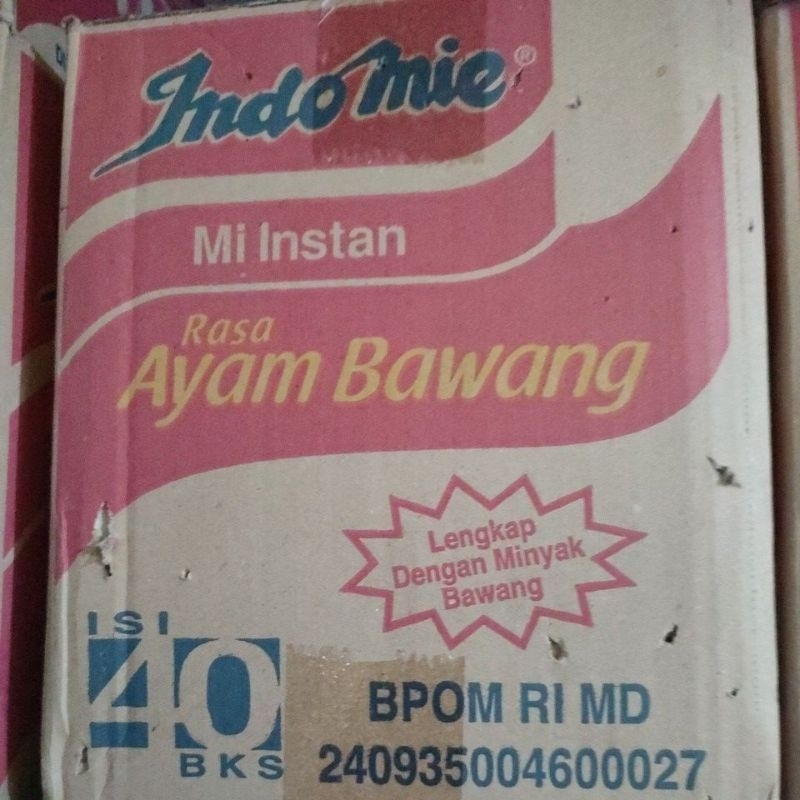 Indomie®
Mi Instan
Rasa
Ayam Bawang
Lengkap
Dengan Minyak
Bawang
ISI
40
BKS
BPOM RI MD
240935004600027